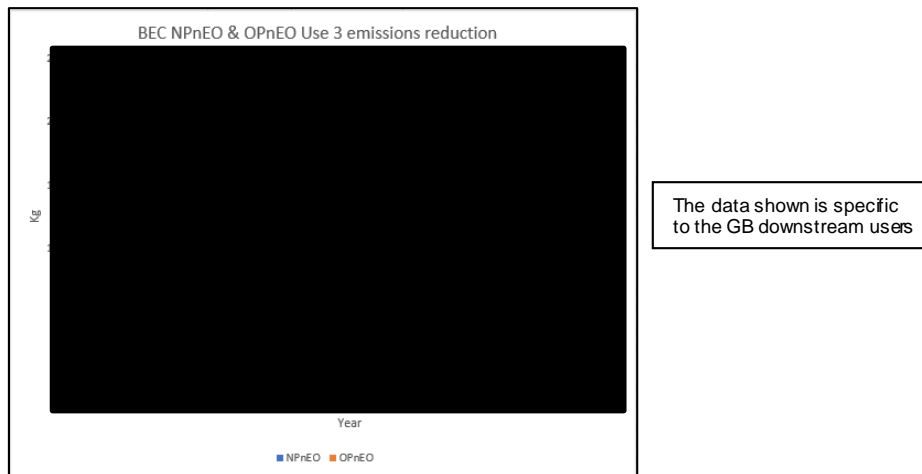 BEC NPnEO & OPnEO Use 3 emissions reduction
Kg
Year
NPnEO OPnEO
The data shown is specific
to the GB downstream users